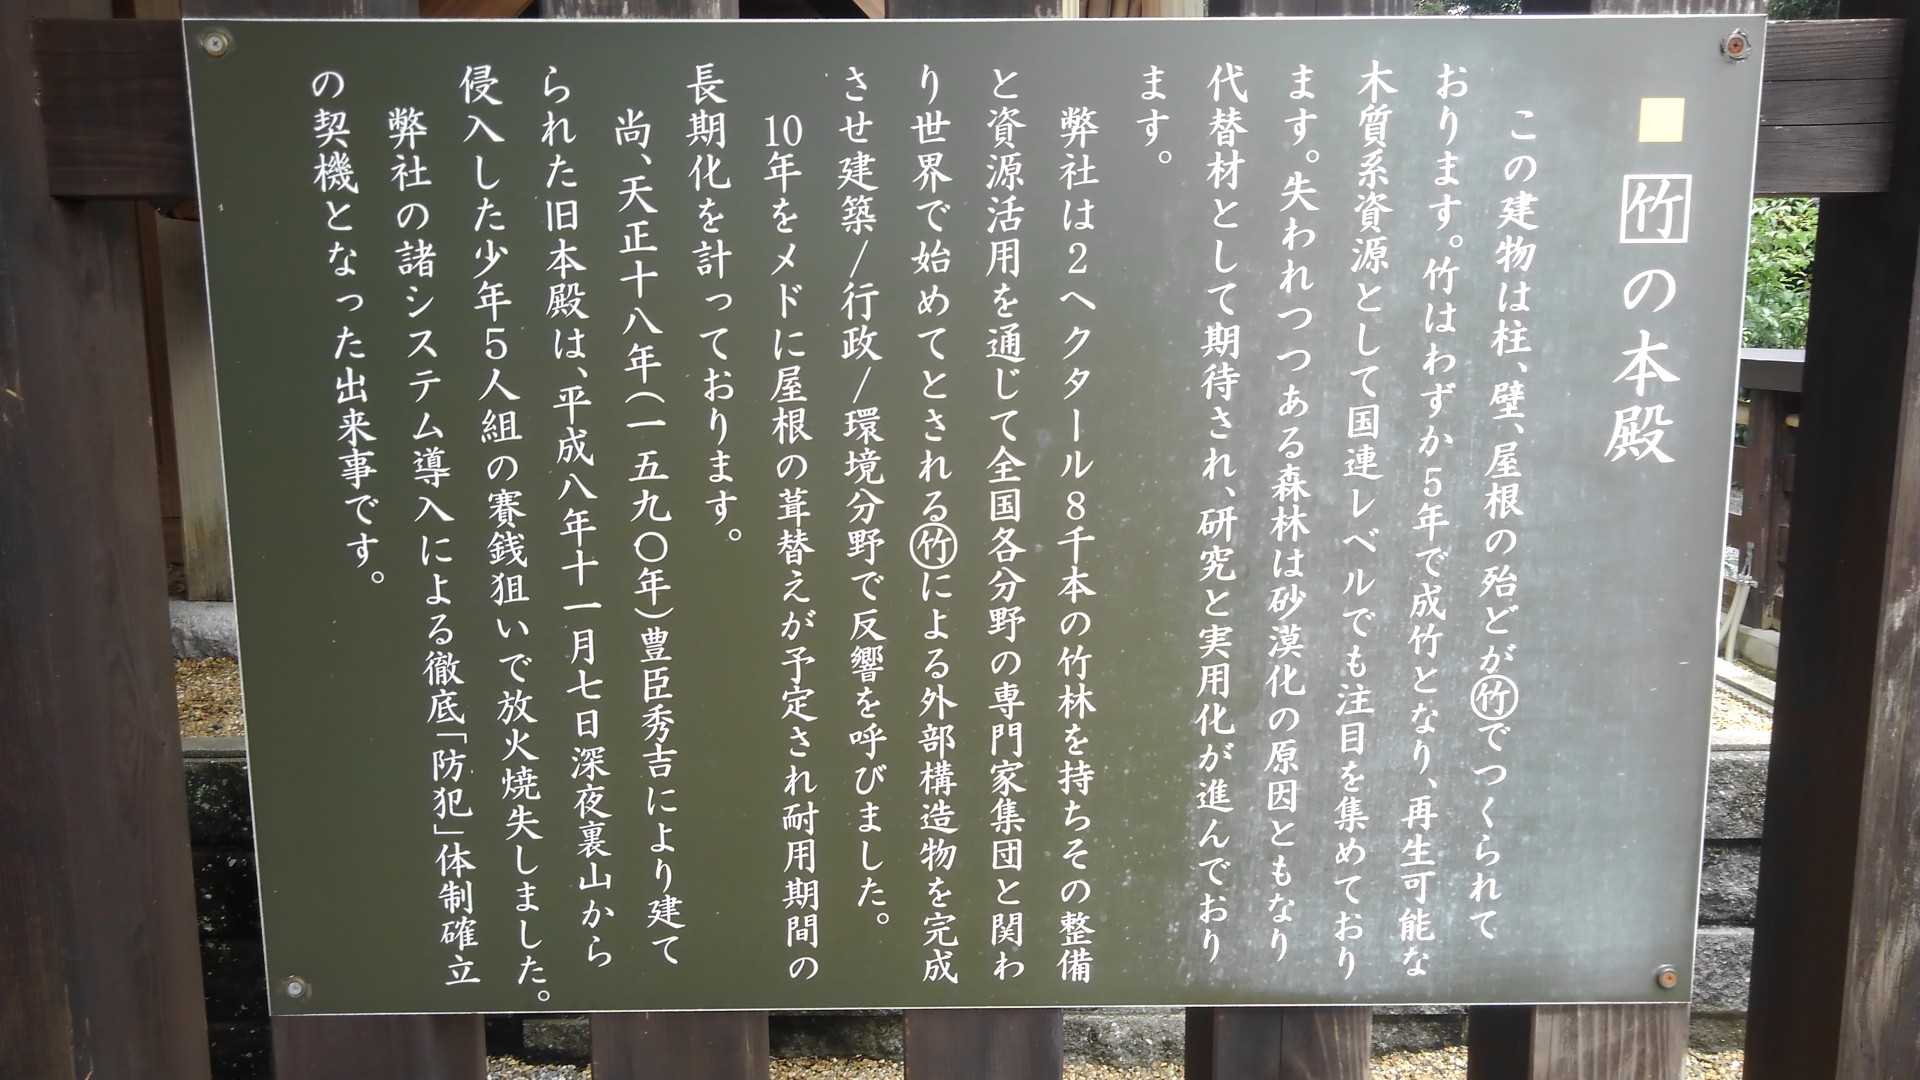 竹の本殿
この建物は柱、壁、屋根の殆どが竹でつくられて
おります。竹はわずか5年で成竹となり、再生可能な
木質系資源として国連レベルでも注目を集めており
ます。失われつつある森林は砂漠化の原因ともなり
代替材として期待され、研究と実用化が進んでおり
ます。
弊社は2ヘクタール8千本の竹林を持ちその整備
と資源活用を通じて全国各分野の専門家集団と関わ
り世界で始めてとされる竹による外部構造物を完成
させ建築/行政/環境分野で反響を呼びました。
10年をメドに屋根の葺替えが予定され耐用期間の
長期化を計っております。
尚、天正十八年(一五九〇年)豊臣秀吉により建て
られた旧本殿は、平成八年十一月七日深夜裏山から
侵入した少年5人組の賽銭狙いで放火焼失しました。
弊社の諸システム導入による徹底「防犯」体制確立
の契機となった出来事です。